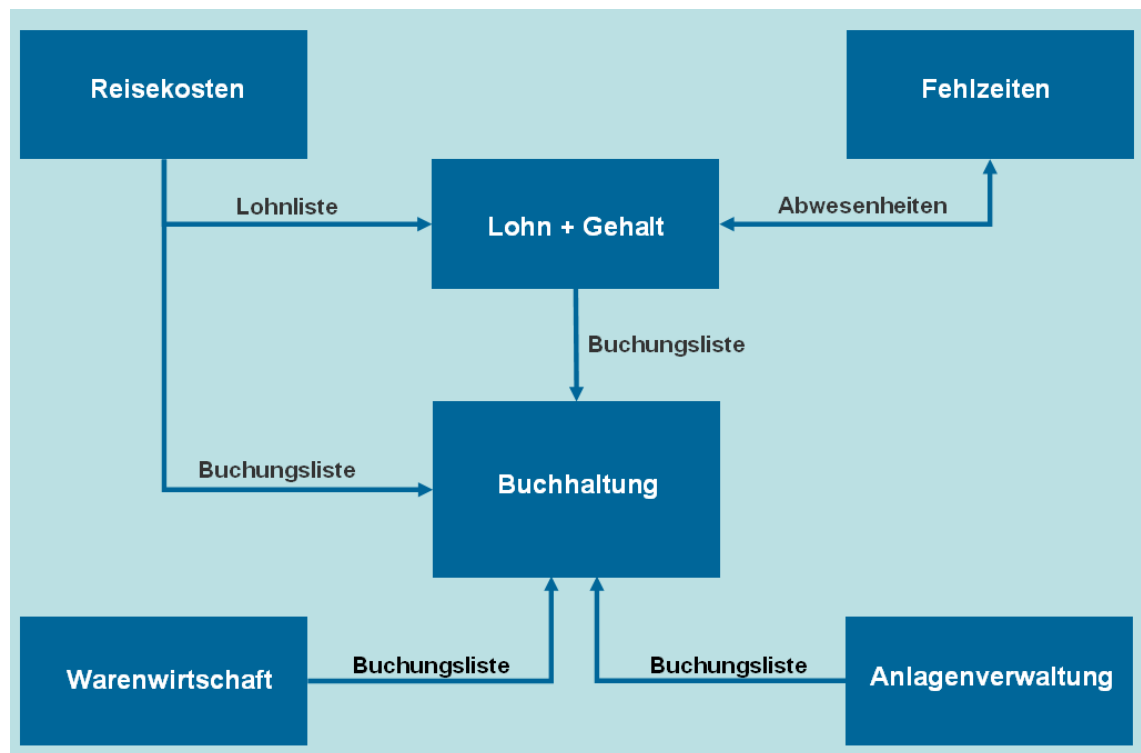 Reisekosten
Fehlzeiten
Lohnliste
Lohn + Gehalt
Abwesenheiten
Buchungsliste
Buchungsliste
Buchhaltung
Warenwirtschaft
Buchungsliste
Buchungsliste
Anlagenverwaltung